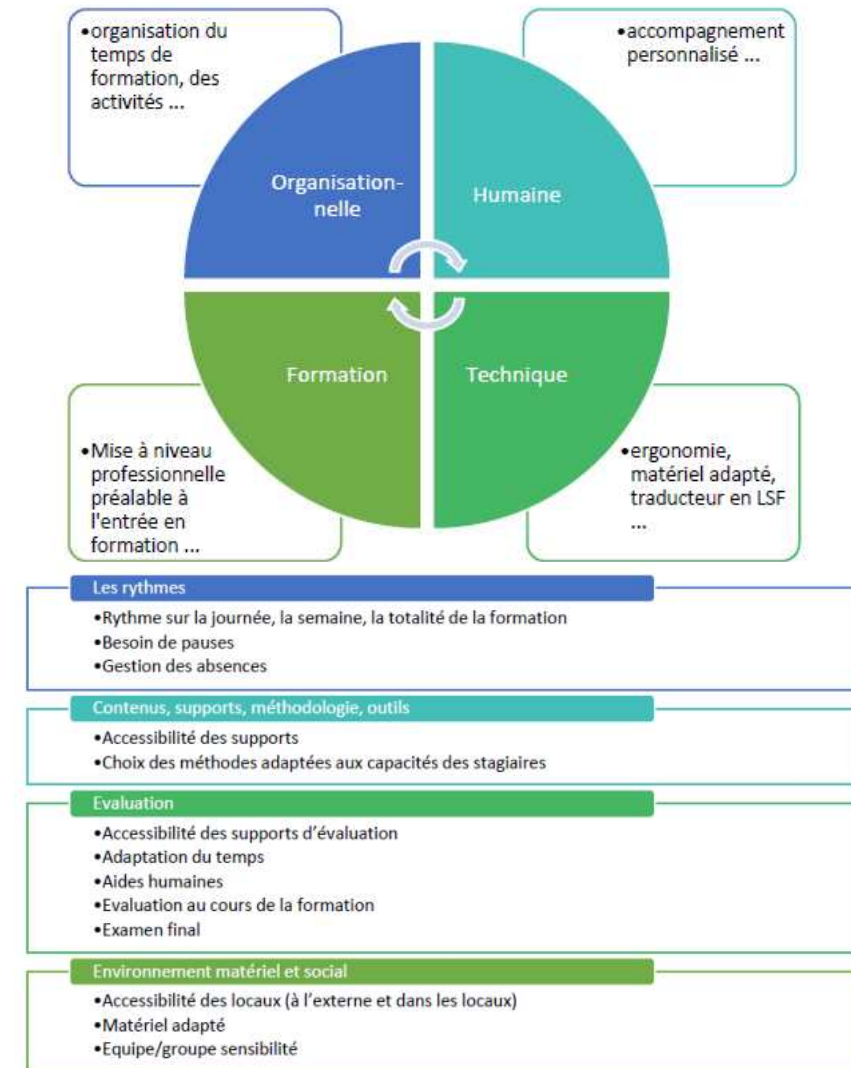 •organisation du
temps de
formation, des
activités ...
•accompagnement
personnalisé ...
Organisation-
nelle
Humaine
Formation
Technique
•Mise à niveau
professionnelle
préalable à
l'entrée en
formation ...
•ergonomie,
matériel adapté,
traducteur en LSF
...
Les rythmes
•Rythme sur la journée, la semaine, la totalité de la formation
•Besoin de pauses
•Gestion des absences
Contenus, supports, méthodologie, outils
•Accessibilité des supports
•Choix des méthodes adaptées aux capacités des stagiaires
Evaluation
•Accessibilité des supports d’évaluation
•Adaptation du temps
•Aides humaines
•Evaluation au cours de la formation
•Examen final
Environnement matériel et social
•Accessibilité des locaux (à l’externe et dans les locaux)
•Matériel adapté
•Equipe/groupe sensibilité